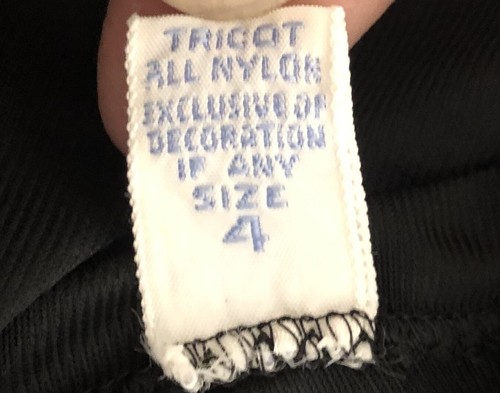 TRICOT
ALL NYLON
EXCLUSIVE OF
DECORATION
IF ANY
SIZE
4